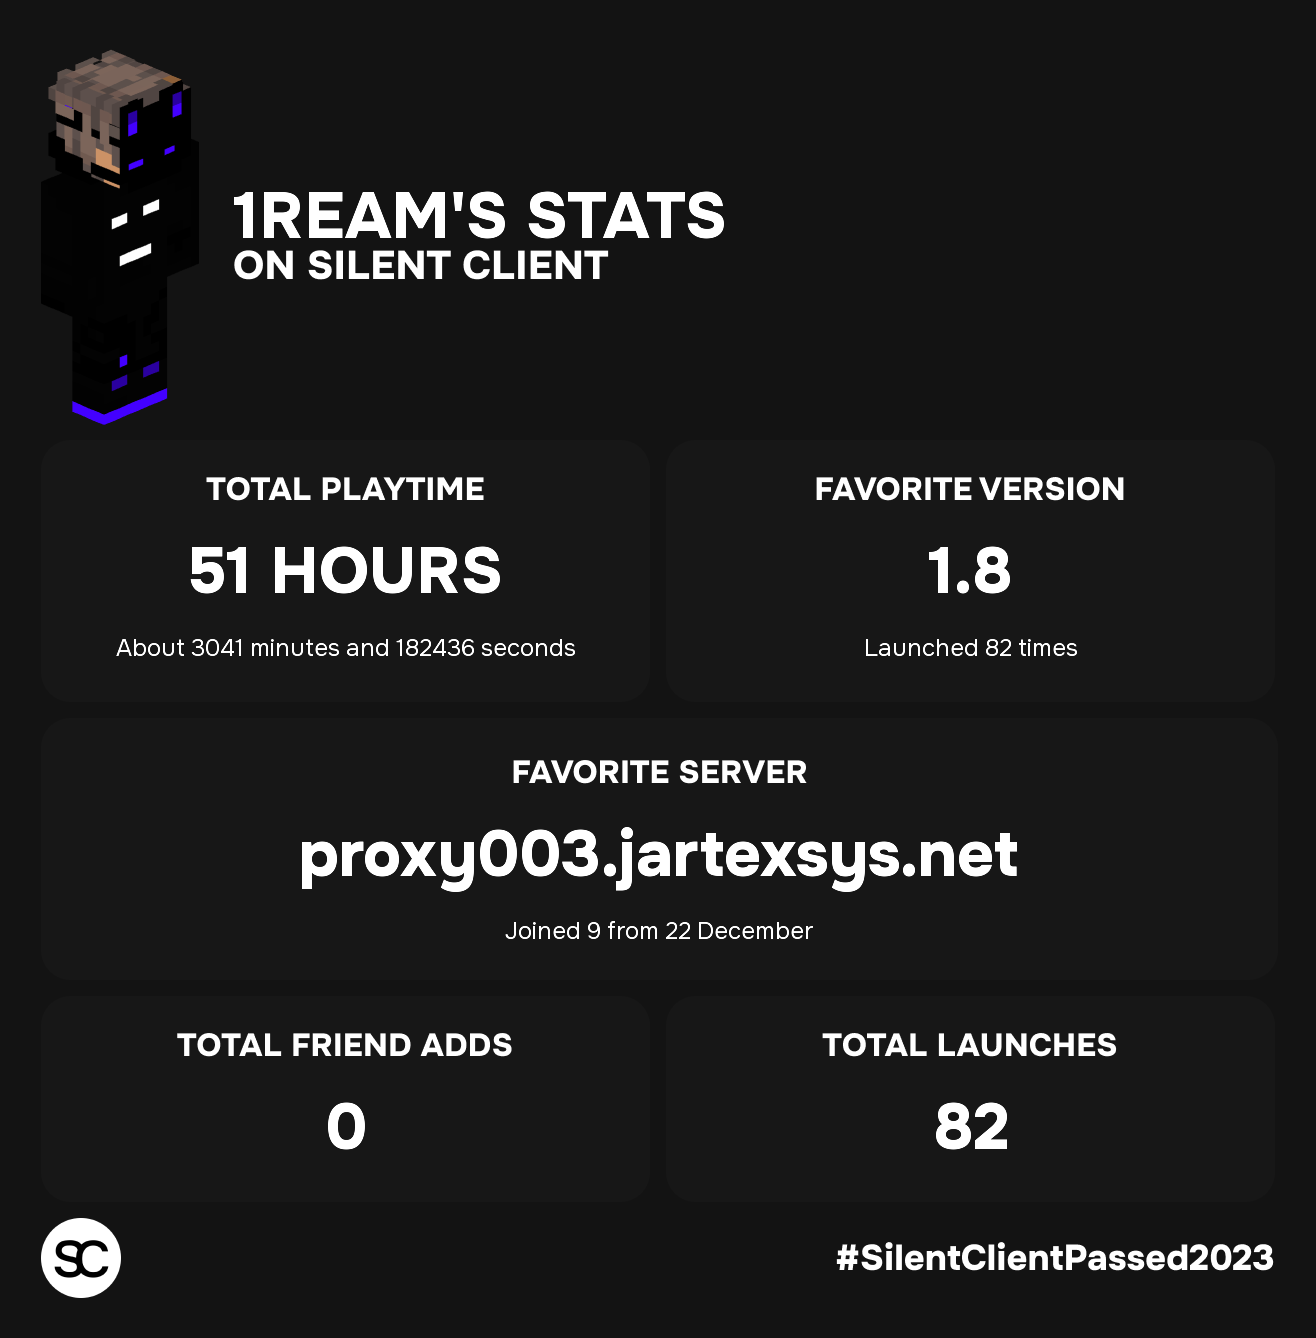 1REAM'S STATS
ON SILENT CLIENT
TOTAL PLAYTIME
51 HOURS
About 3041 minutes and 182436 seconds
FAVORITE VERSION
1.8
Launched 82 times
FAVORITE SERVER
proxy003.jartexsys.net
Joined 9 from 22 December
TOTAL FRIEND ADDS
0
TOTAL LAUNCHES
82
SC
#SilentClientPassed2023